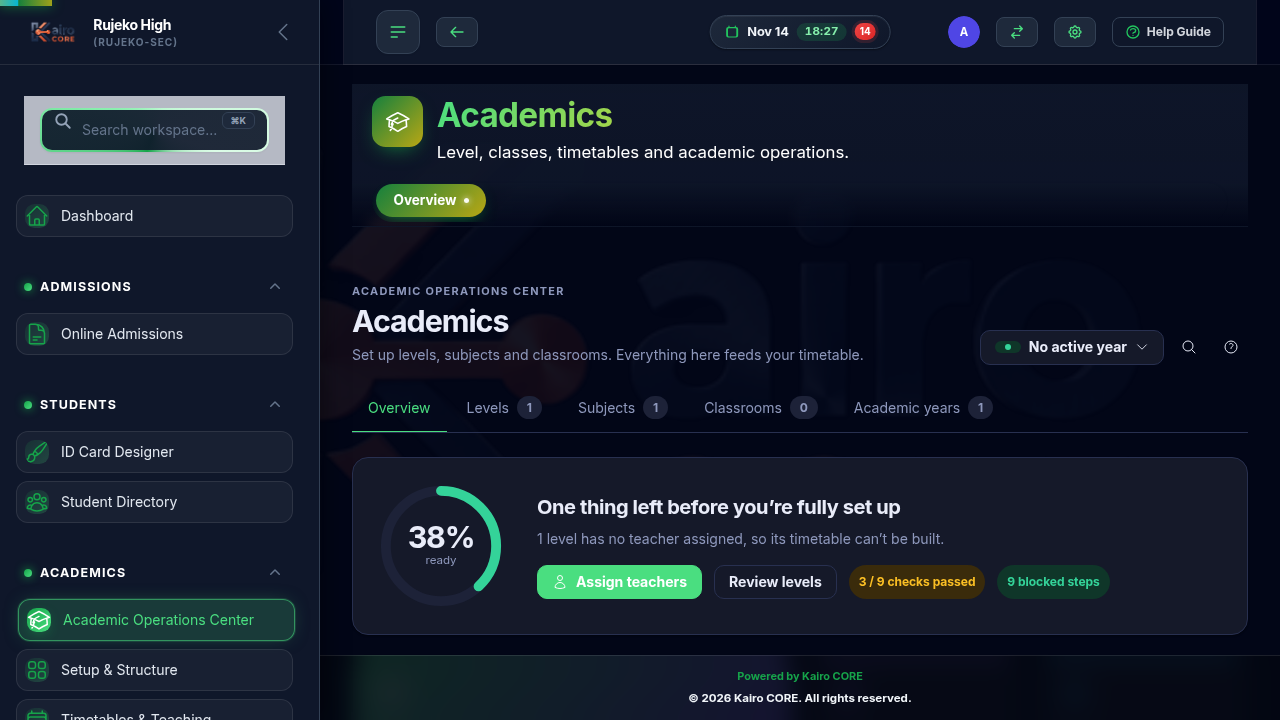 Kairo
CORE
Rujeko High
(RUJEKO-SEC)
Nov 14 18:27 14
A
Help Guide
Search workspace...
⌘K
Dashboard
ADMISSIONS
Online Admissions
STUDENTS
ID Card Designer
Student Directory
ACADEMICS
Academic Operations Center
Setup & Structure
Timetables & Teaching
Academics
Level, classes, timetables and academic operations.
Overview
ACADEMIC OPERATIONS CENTER
Academics
Set up levels, subjects and classrooms. Everything here feeds your timetable.
No active year
Overview
Levels 1
Subjects 1
Classrooms 0
Academic years 1
38%
ready
One thing left before you’re fully set up
1 level has no teacher assigned, so its timetable can’t be built.
Assign teachers
Review levels
3 / 9 checks passed
9 blocked steps
Kairo
Powered by Kairo CORE
© 2026 Kairo CORE. All rights reserved.